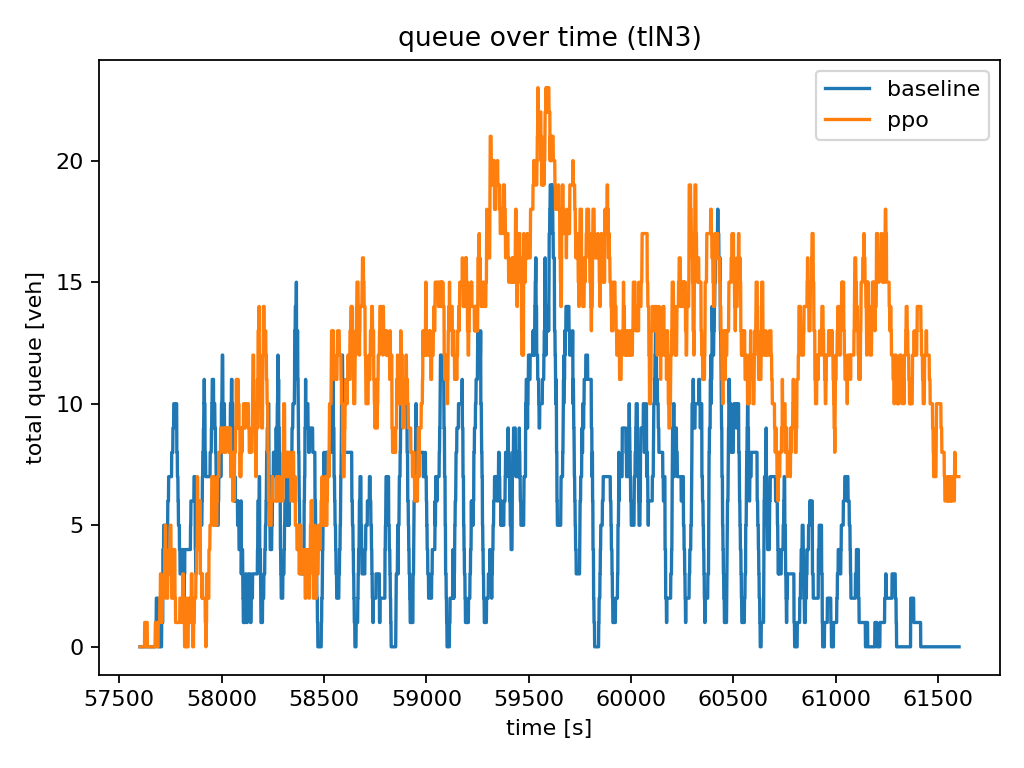 queue over time (tlN3)
baseline
ppo
total queue [veh]
20
15
10
5
0
57500 58000 58500 59000 59500 60000 60500 61000 61500
time [s]